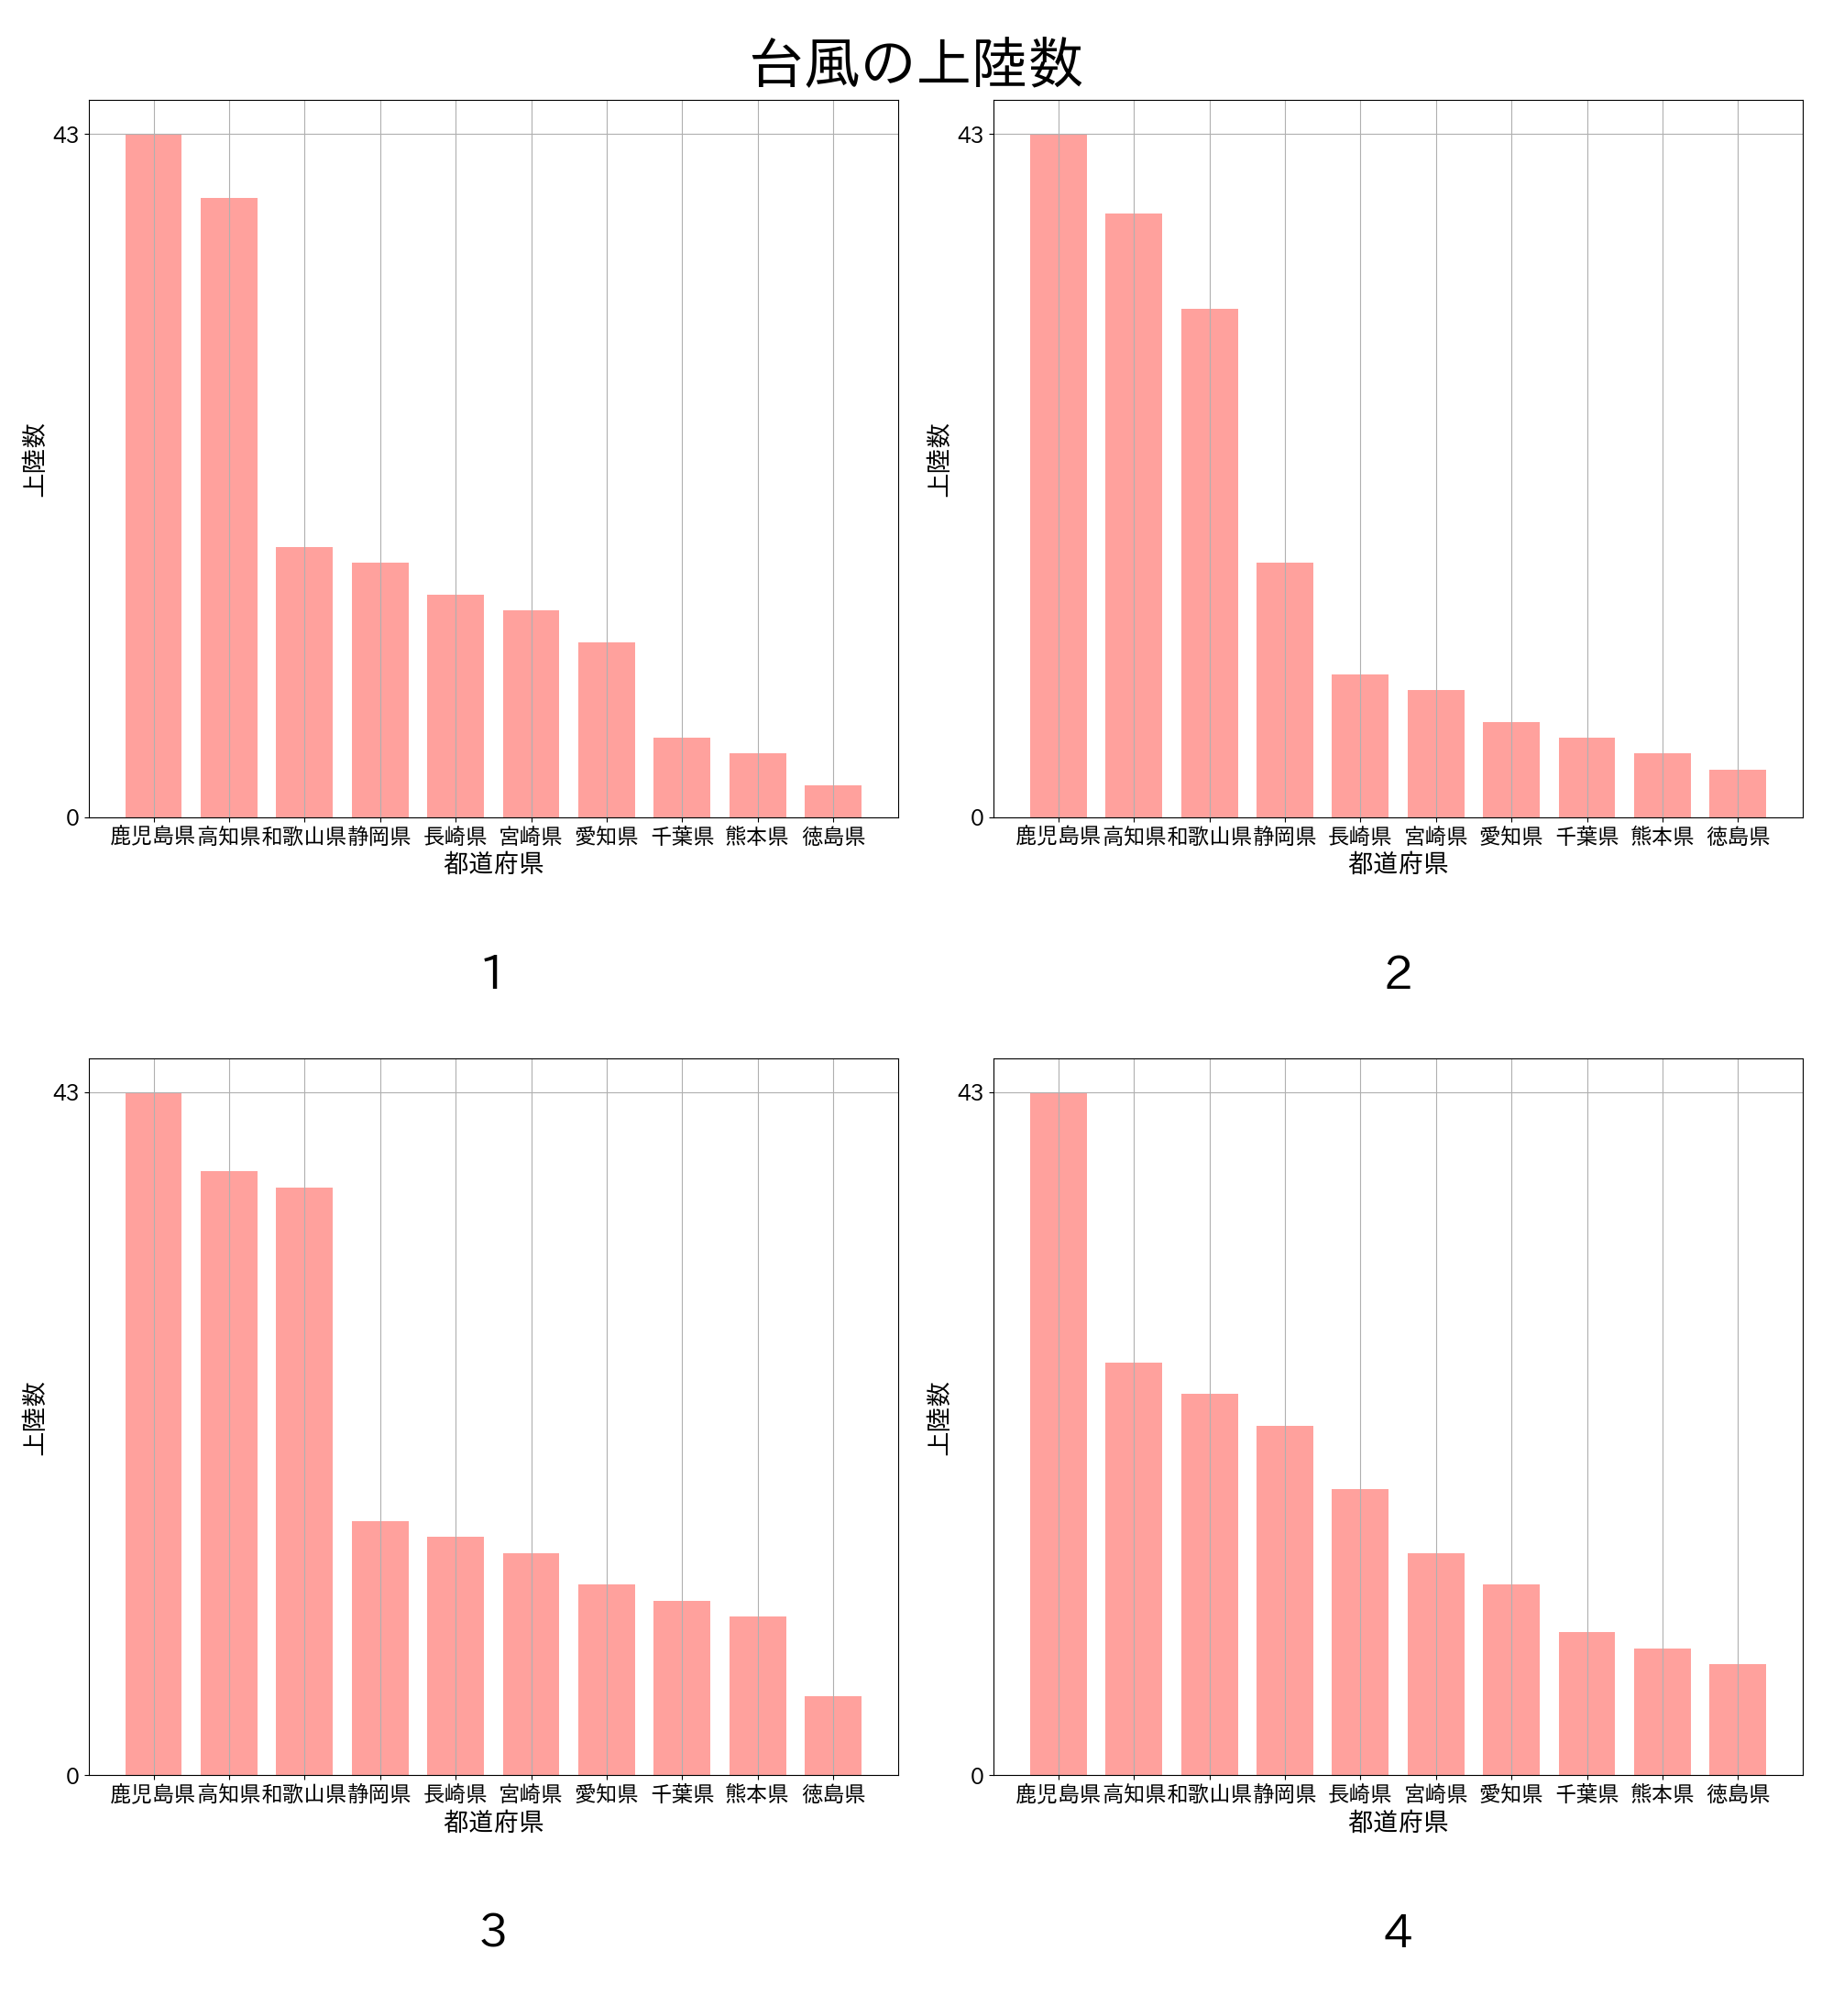 台風の上陸数
43
上陸数
0
鹿児島県 高知県 和歌山県 静岡県 長崎県 宮崎県 愛知県 千葉県 熊本県 徳島県
都道府県
1
43
上陸数
0
鹿児島県 高知県 和歌山県 静岡県 長崎県 宮崎県 愛知県 千葉県 熊本県 徳島県
都道府県
2
43
上陸数
0
鹿児島県 高知県 和歌山県 静岡県 長崎県 宮崎県 愛知県 千葉県 熊本県 徳島県
都道府県
3
43
上陸数
0
鹿児島県 高知県 和歌山県 静岡県 長崎県 宮崎県 愛知県 千葉県 熊本県 徳島県
都道府県
4